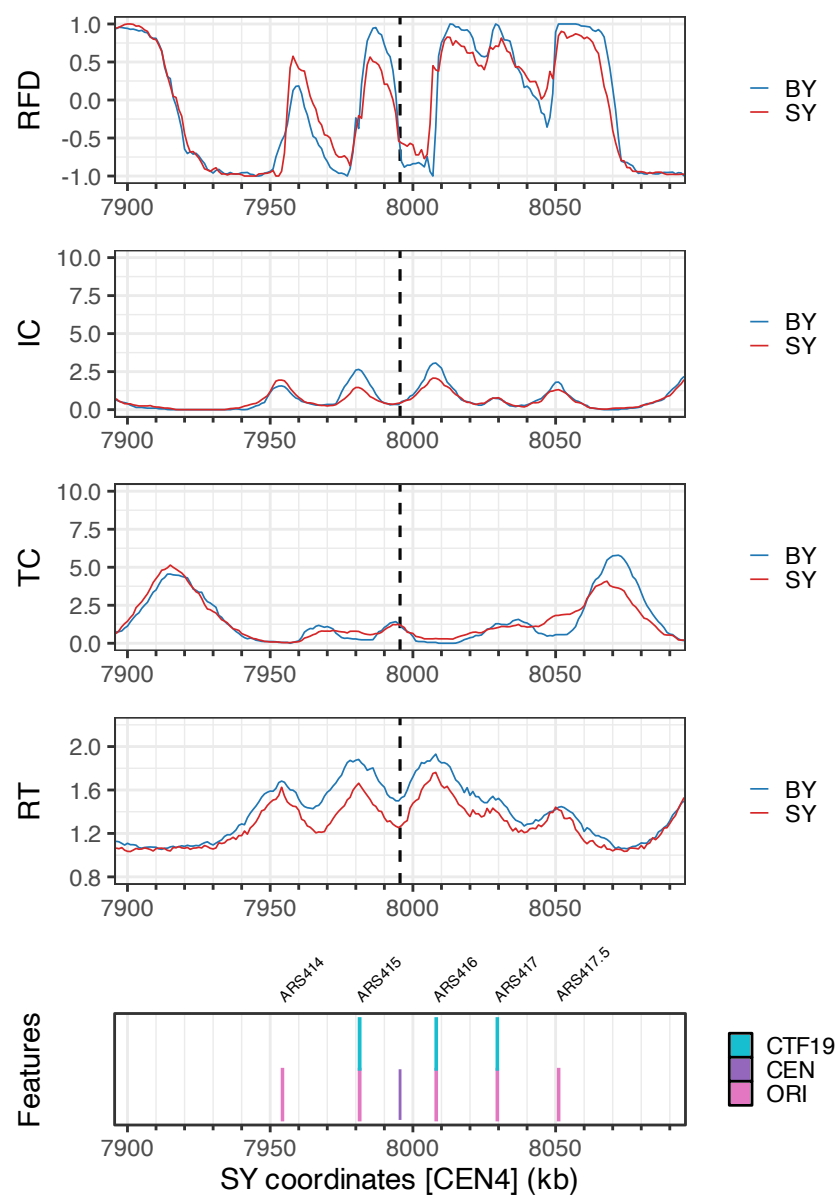 RFD
1.0
0.5
0.0
-0.5
-1.0
7900 7950 8000 8050
BY
SY
IC
10.0
7.5
5.0
2.5
0.0
7900 7950 8000 8050
BY
SY
TC
10.0
7.5
5.0
2.5
0.0
7900 7950 8000 8050
BY
SY
RT
2.0
1.6
1.2
0.8
7900 7950 8000 8050
BY
SY
ARS414 ARS415 ARS416 ARS417 ARS417.5
Features
CTF19
CEN
ORI
7900 7950 8000 8050
SY coordinates [CEN4] (kb)